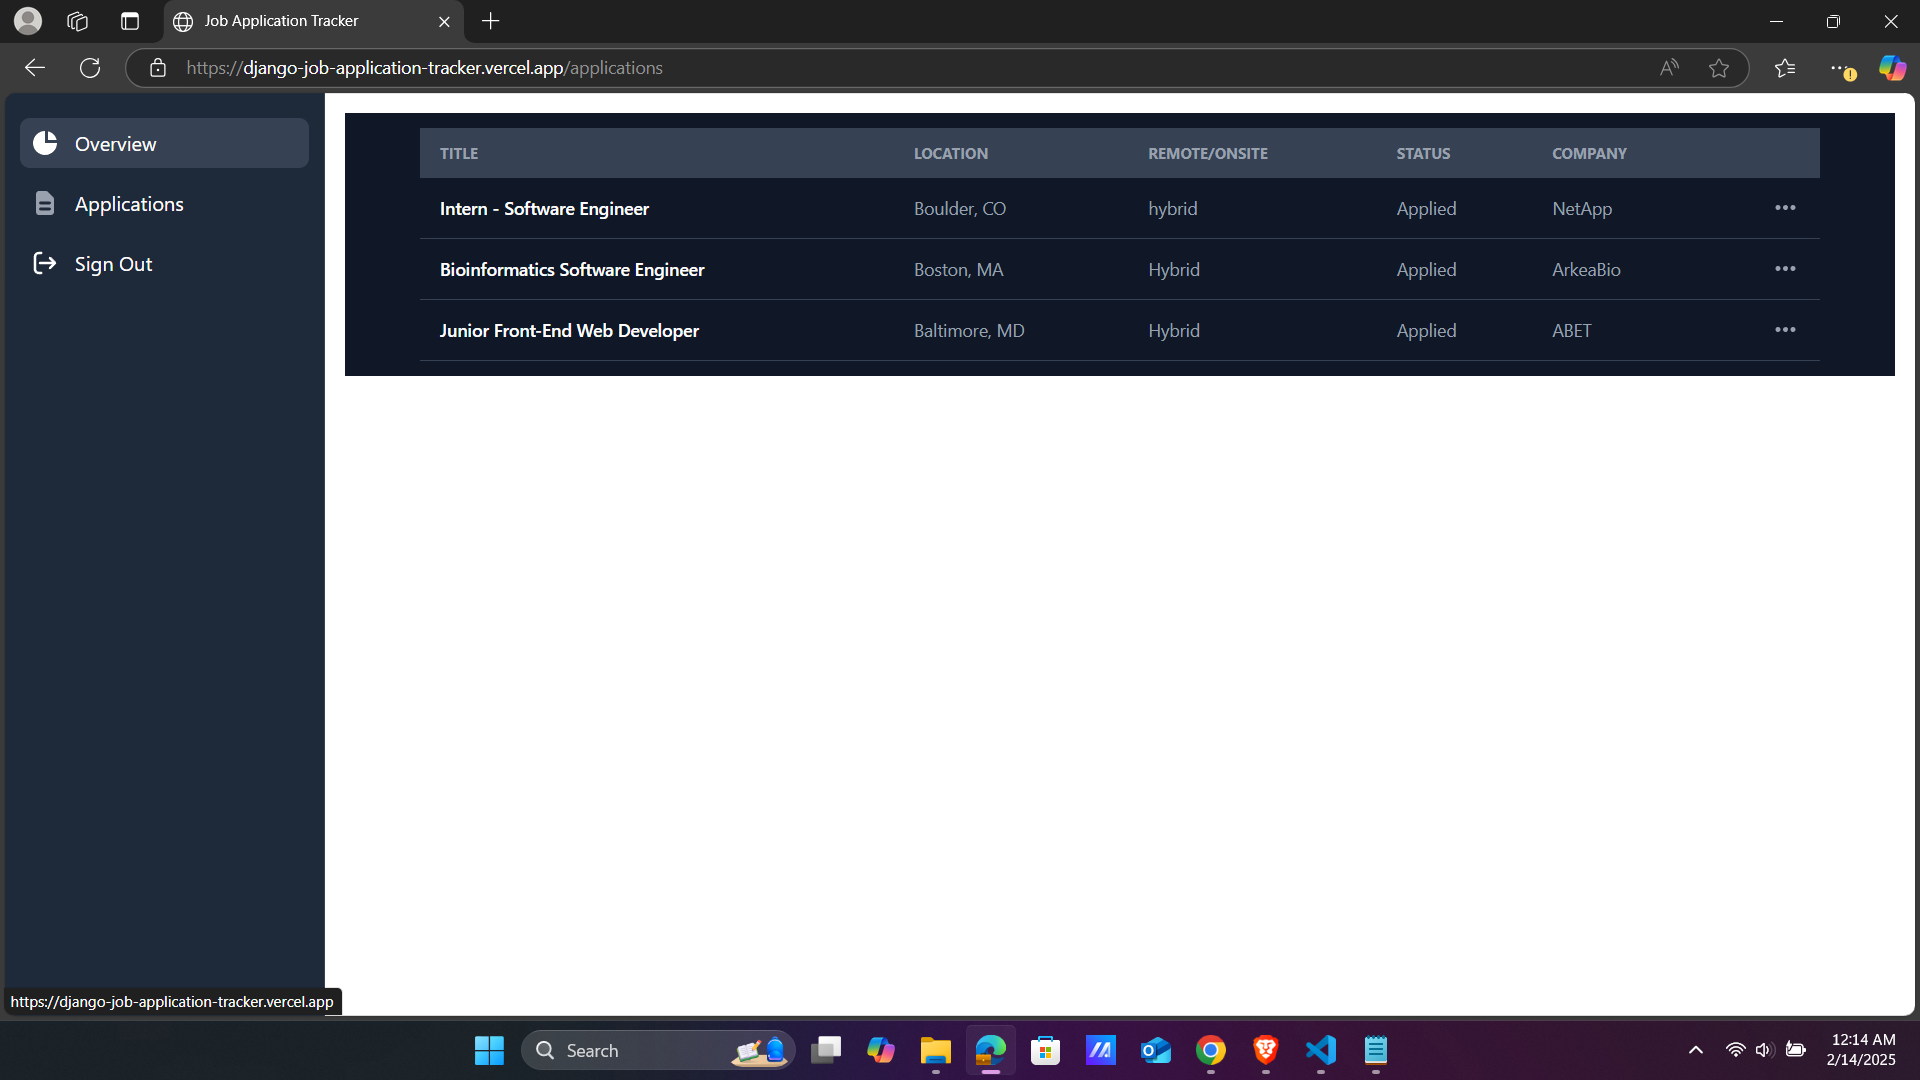 Job Application Tracker
https://django-job-application-tracker.vercel.app/applications
Overview
Applications
Sign Out
TITLE LOCATION REMOTE/ONSITE STATUS COMPANY
Intern - Software Engineer Boulder, CO hybrid Applied NetApp
Bioinformatics Software Engineer Boston, MA Hybrid Applied ArkeaBio
Junior Front-End Web Developer Baltimore, MD Hybrid Applied ABET
https://django-job-application-tracker.vercel.app
Search
12:14 AM
2/14/2025